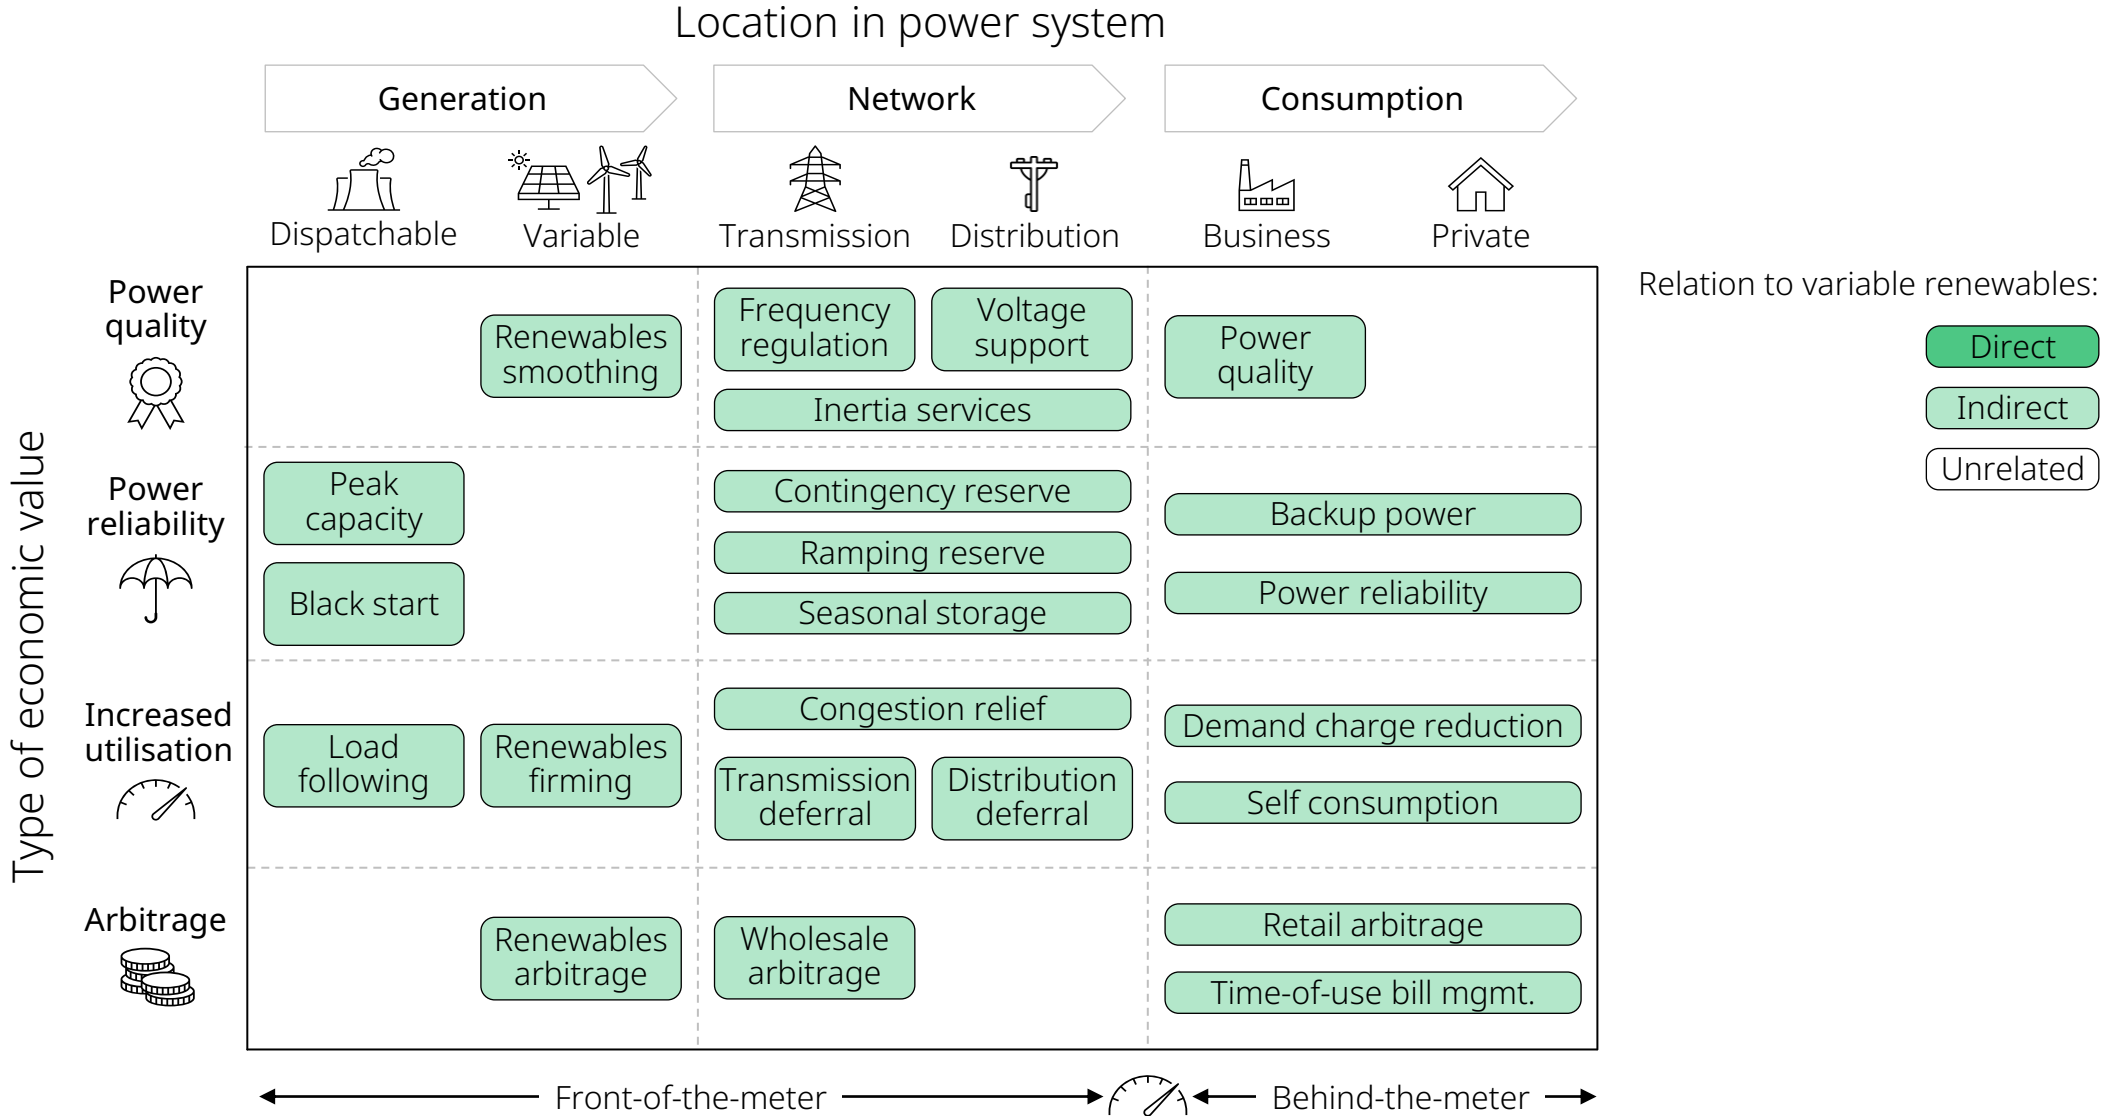 Location in power system
Generation
Network
Consumption
Dispatchable
Variable
Transmission
Distribution
Business
Private
Type of economic value
Power
quality
Renewables
smoothing
Frequency
regulation
Voltage
support
Inertia services
Power
quality
Power
reliability
Peak
capacity
Black start
Contingency reserve
Ramping reserve
Seasonal storage
Backup power
Power reliability
Increased
utilisation
Load
following
Renewables
firming
Congestion relief
Transmission
deferral
Distribution
deferral
Demand charge reduction
Self consumption
Arbitrage
Renewables
arbitrage
Wholesale
arbitrage
Retail arbitrage
Time-of-use bill mgmt.
Front-of-the-meter
Behind-the-meter
Relation to variable renewables:
Direct
Indirect
Unrelated